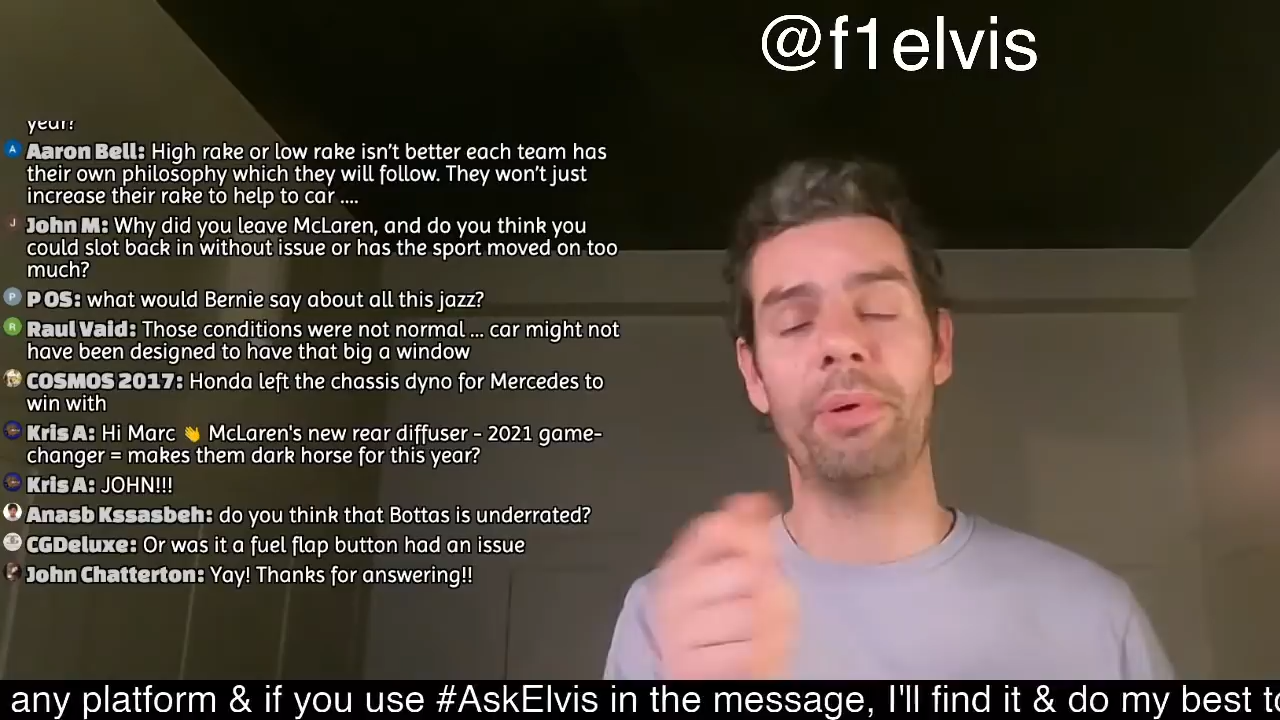 @f1elvis
year?
Aaron Bell: High rake or low rake isn't better each team has
their own philosophy which they will follow. They won't just
increase their rake to help to car ....
John M: Why did you leave McLaren, and do you think you
could slot back in without issue or has the sport moved on too
much?
P OS: what would Bernie say about all this jazz?
Raul Vaid: Those conditions were not normal ... car might not
have been designed to have that big a window
COSMOS 2017: Honda left the chassis dyno for Mercedes to
win with
Kris A: Hi Marc 👋 McLaren's new rear diffuser - 2021 game-
changer = makes them dark horse for this year?
Kris A: JOHN!!!
Anasb Kssasbeh: do you think that Bottas is underrated?
CGDeluxe: Or was it a fuel flap button had an issue
John Chatterton: Yay! Thanks for answering!!
any platform & if you use #AskElvis in the message, I'll find it & do my best to